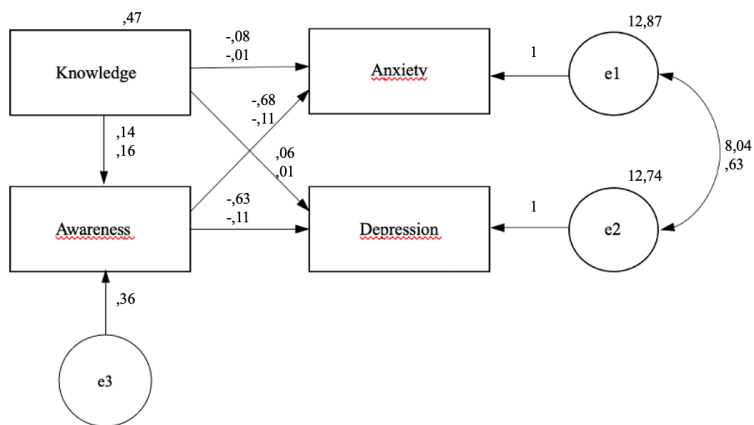 ,47
12,87
-,08
-,01
Knowledge
Anxiety
1
e1
-,68
-,11
,14
,16
,06
,01
8,04
,63
12,74
-,63
-,11
Awareness
Depression
1
e2
,36
e3